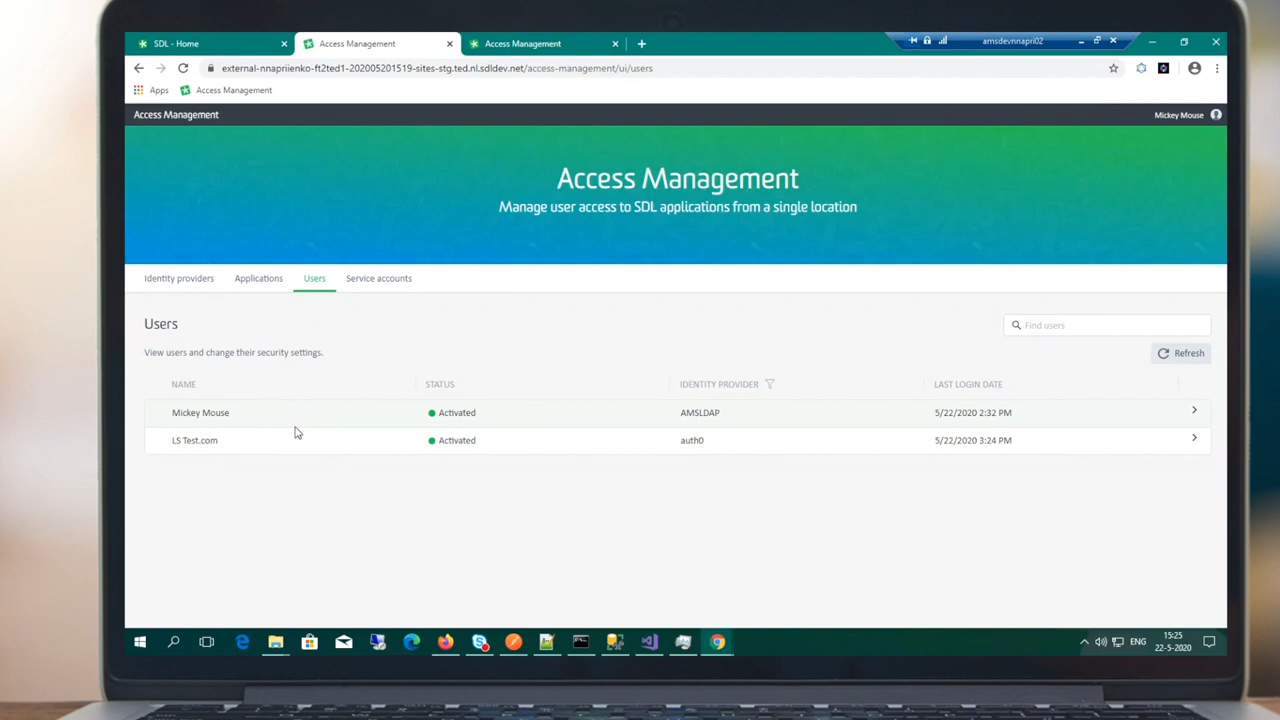 SDL - Home
Access Management
Access Management
amsdevnnapri02
external-nnapriienko-ft2ted1-202005201519-sites-stg.ted.nl.sdldev.net/access-management/ui/users
Apps
Access Management
Access Management
Mickey Mouse
Access Management
Manage user access to SDL applications from a single location
Identity providers
Applications
Users
Service accounts
Users
Find users
View users and change their security settings.
Refresh
NAME STATUS IDENTITY PROVIDER LAST LOGIN DATE
Mickey Mouse Activated AMSLDAP 5/22/2020 2:32 PM
LS Test.com Activated auth0 5/22/2020 3:24 PM
ENG
15:25
22-5-2020